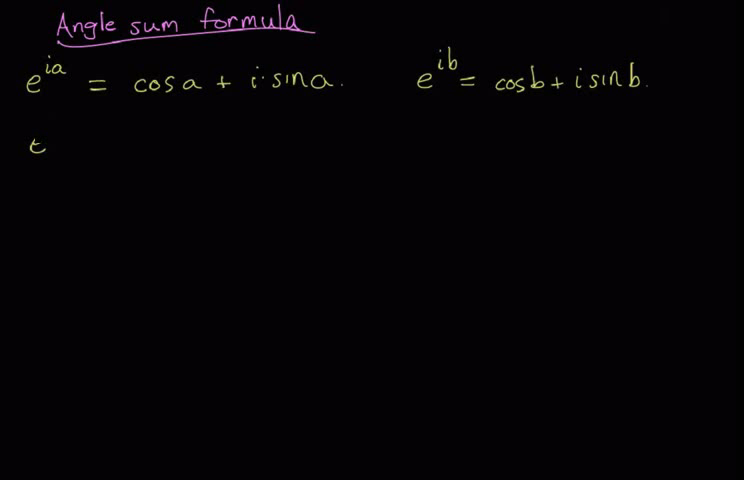 Angle sum formula
e^{ia} = cos a + i·sin a. e^{ib} = cos b + i sin b.